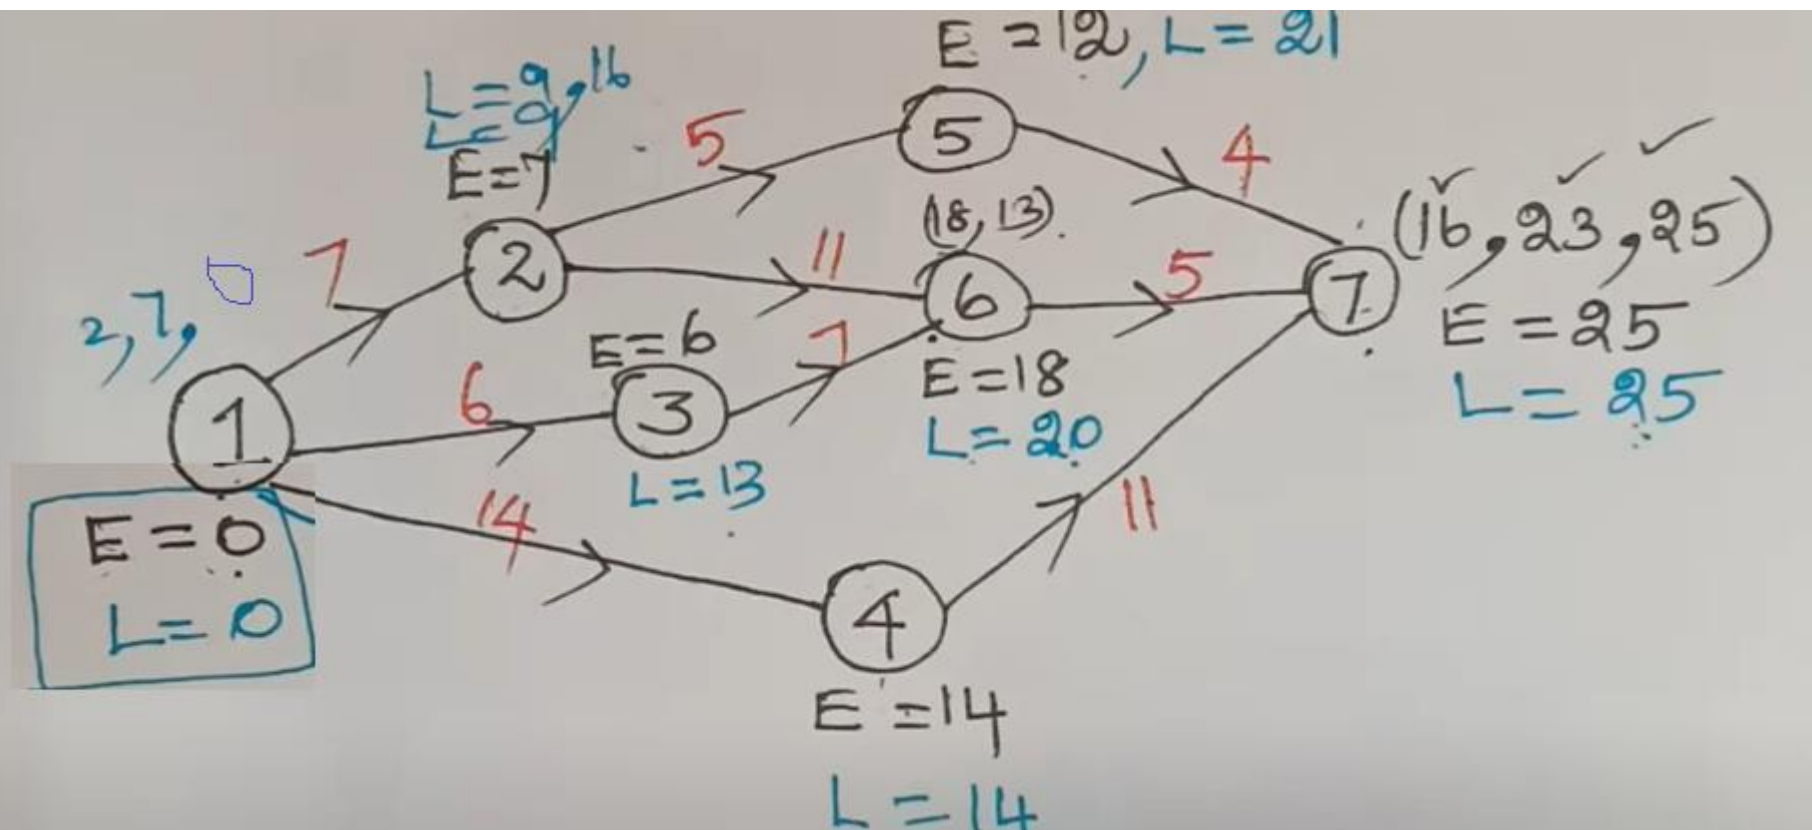 E = 12, L = 21
L = 9, 16
L = 9
E = 7
5
5
4
(18, 13).
(16, 23, 25)
7
2
11
6
5
7
E = 25
L = 25
2, 7, 0
1
6
E = 6
3
7
E = 18
L = 20
L = 13
E = 0
L = 0
14
11
4
E = 14
L = 14